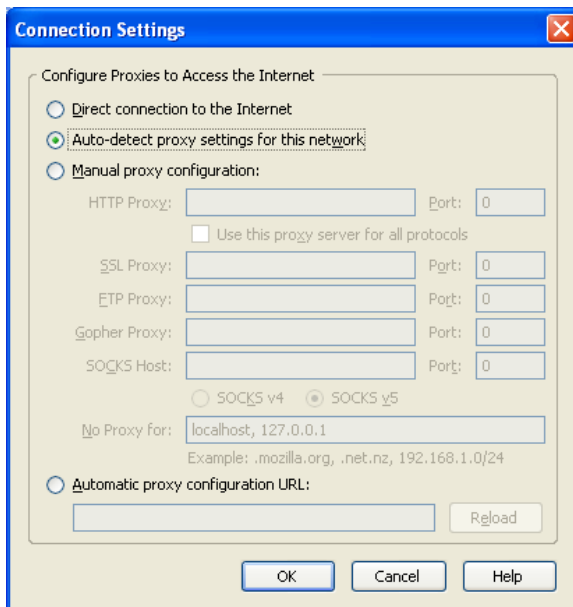 Connection Settings
Configure Proxies to Access the Internet
Direct connection to the Internet
Auto-detect proxy settings for this network
Manual proxy configuration:
HTTP Proxy: Port: 0
Use this proxy server for all protocols
SSL Proxy: Port: 0
FTP Proxy: Port: 0
Gopher Proxy: Port: 0
SOCKS Host: Port: 0
SOCKS v4 SOCKS v5
No Proxy for: localhost, 127.0.0.1
Example: .mozilla.org, .net.nz, 192.168.1.0/24
Automatic proxy configuration URL:
Reload
OK Cancel Help